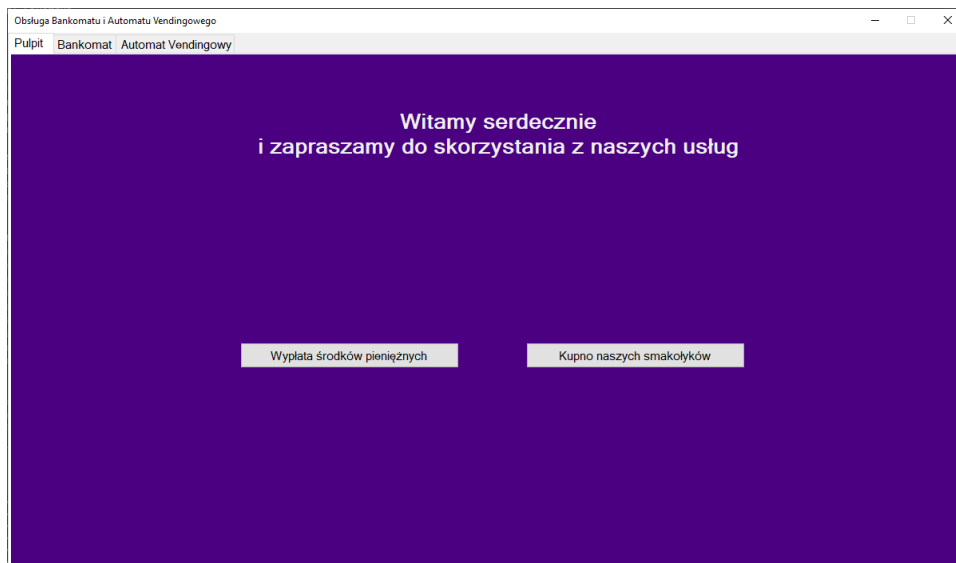 Obsługa Bankomatu i Automatu Vendingowego
Pulpit Bankomat Automat Vendingowy
Witamy serdecznie
i zapraszamy do skorzystania z naszych usług
Wypłata środków pieniężnych Kupno naszych smakołyków